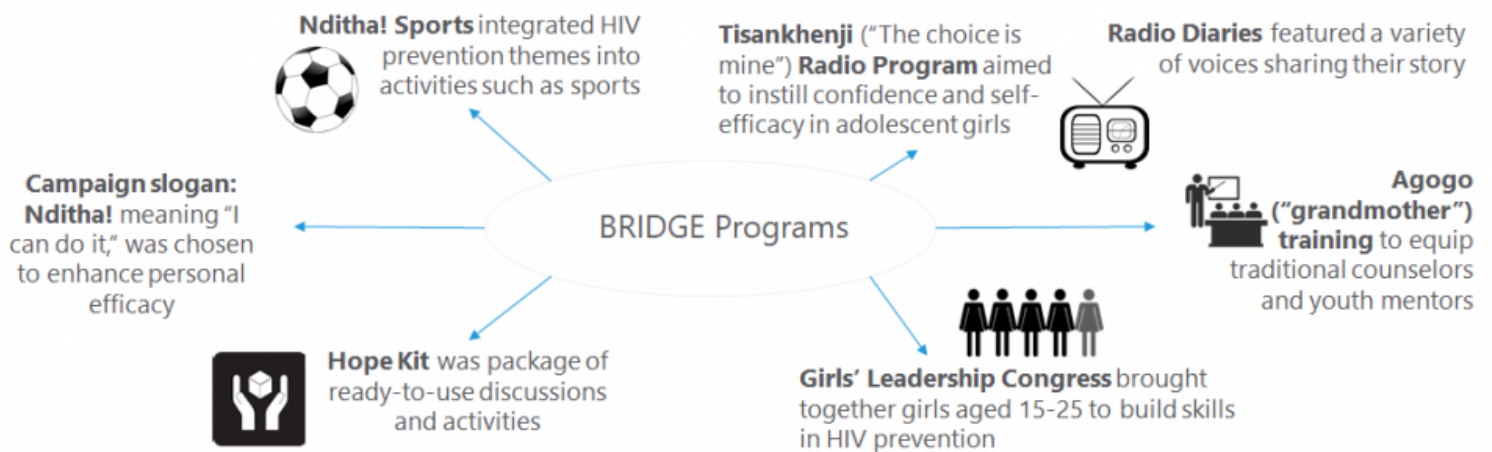 Nditha! Sports integrated HIV
prevention themes into
activities such as sports
Tisankhenji (“The choice is
mine”) Radio Program aimed
to instill confidence and self-
efficacy in adolescent girls
Radio Diaries featured a variety
of voices sharing their story
Campaign slogan:
Nditha! meaning “I
can do it,” was chosen
to enhance personal
efficacy
BRIDGE Programs
Agogo
(“grandmother”)
training to equip
traditional counselors
and youth mentors
Hope Kit was package of
ready-to-use discussions
and activities
Girls’ Leadership Congress brought
together girls aged 15-25 to build skills
in HIV prevention